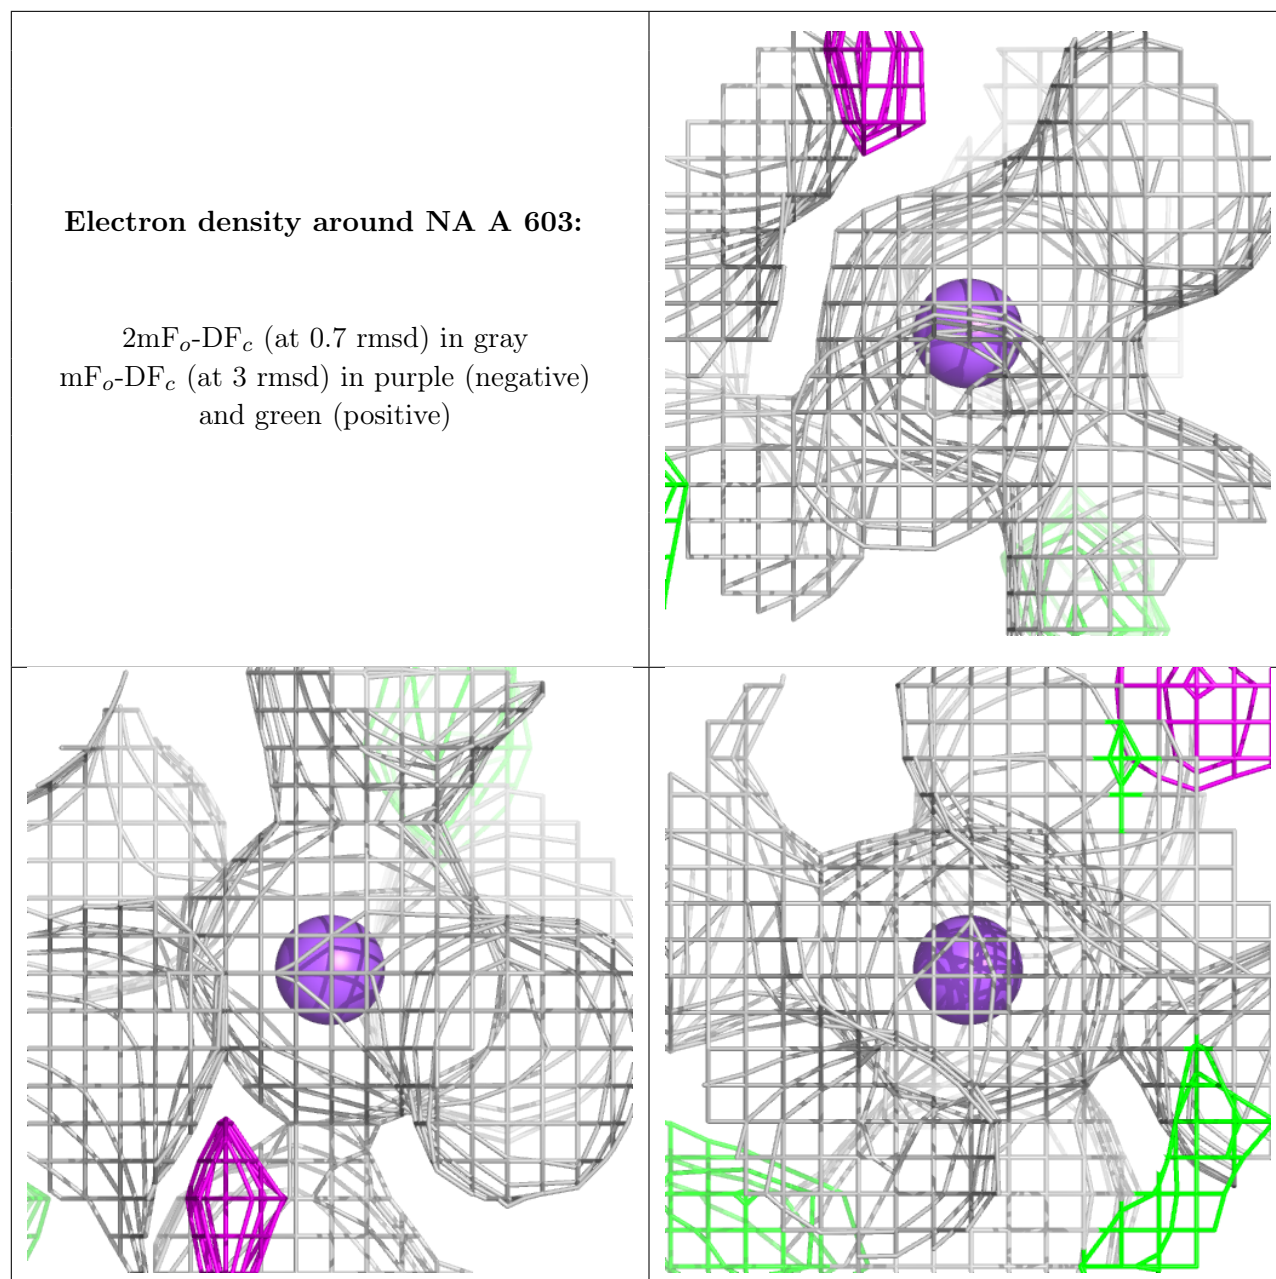 Electron density around NA A 603:
2mFo-DFc (at 0.7 rmsd) in gray
mFo-DFc (at 3 rmsd) in purple (negative)
and green (positive)